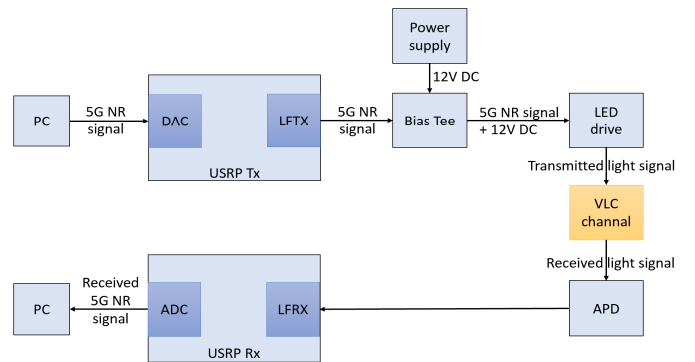 Power
supply
12V DC
PC
5G NR
signal
DAC
LFTX
USRP Tx
5G NR
signal
Bias Tee
5G NR signal
+ 12V DC
LED
drive
Transmitted light signal
VLC
channal
Received light signal
APD
LFRX
ADC
USRP Rx
Received
5G NR
signal
PC